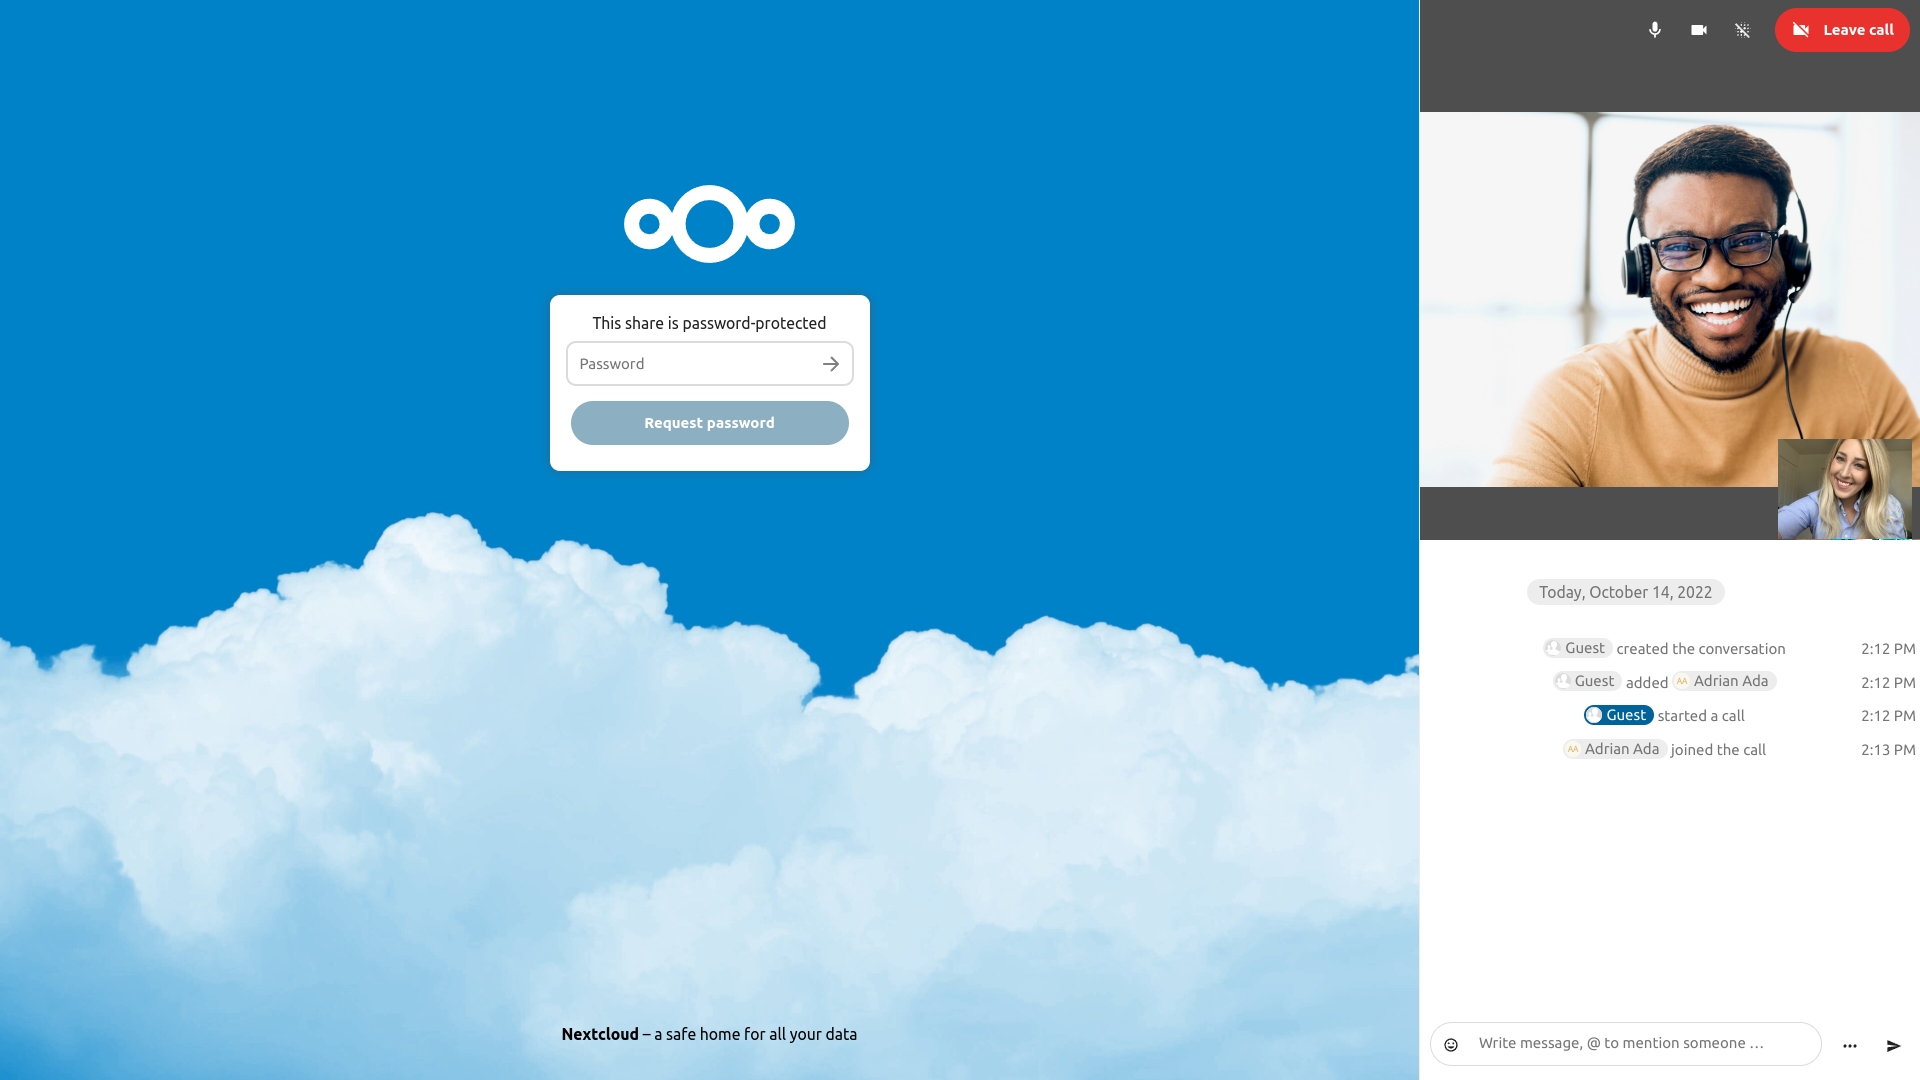 Leave call
This share is password-protected
Password
Request password
Nextcloud – a safe home for all your data
Today, October 14, 2022
Guest created the conversation 2:12 PM
Guest added AA Adrian Ada 2:12 PM
Guest started a call 2:12 PM
AA Adrian Ada joined the call 2:13 PM
Write message, @ to mention someone …